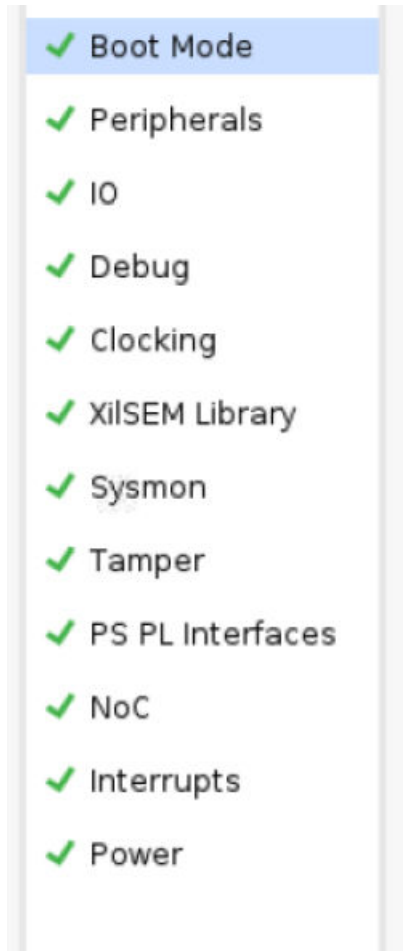 Boot Mode
Peripherals
IO
Debug
Clocking
XilSEM Library
Sysmon
Tamper
PS PL Interfaces
NoC
Interrupts
Power